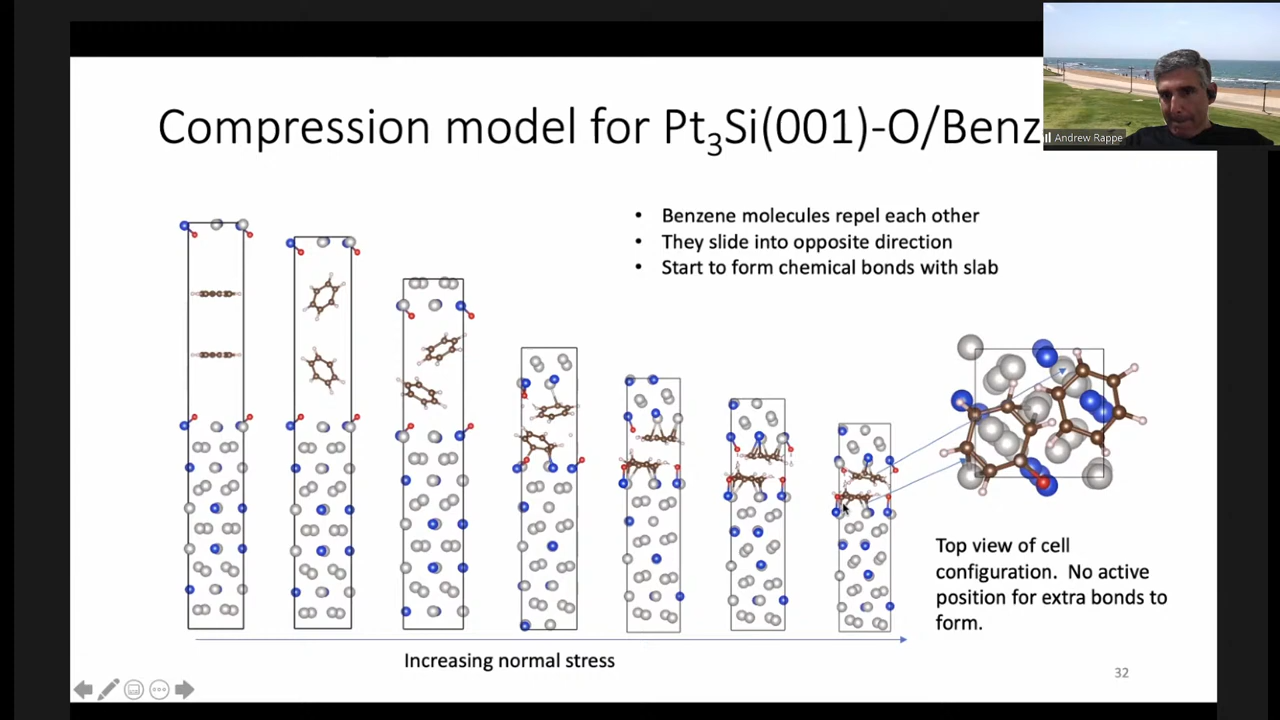 Compression model for Pt₃Si(001)-O/Benz
Andrew Rappe
• Benzene molecules repel each other
• They slide into opposite direction
• Start to form chemical bonds with slab
Top view of cell
configuration. No active
position for extra bonds to
form.
Increasing normal stress
32